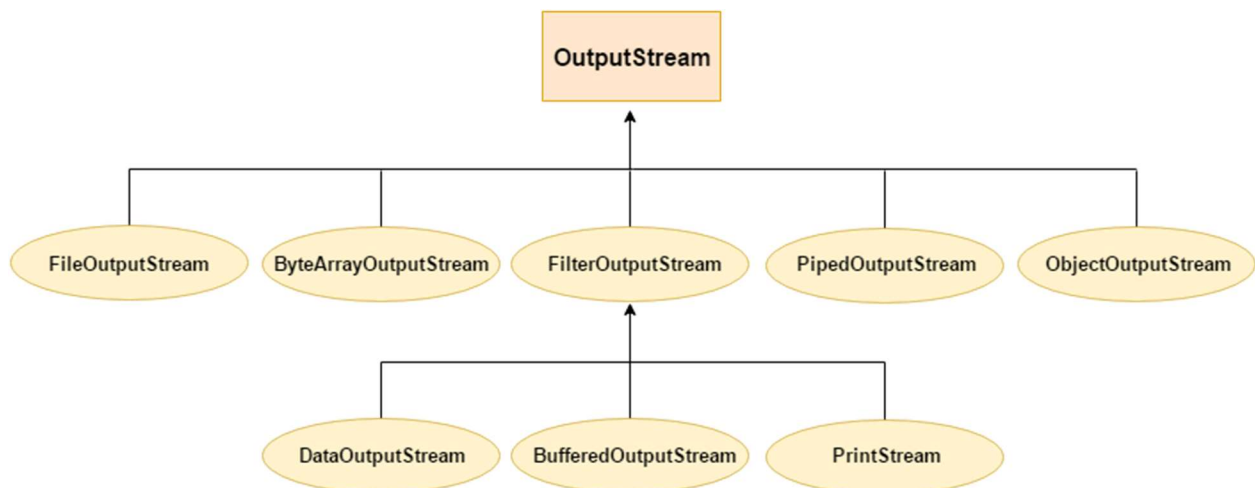 OutputStream
FileOutputStream
ByteArrayOutputStream
FilterOutputStream
PipedOutputStream
ObjectOutputStream
DataOutputStream
BufferedOutputStream
PrintStream